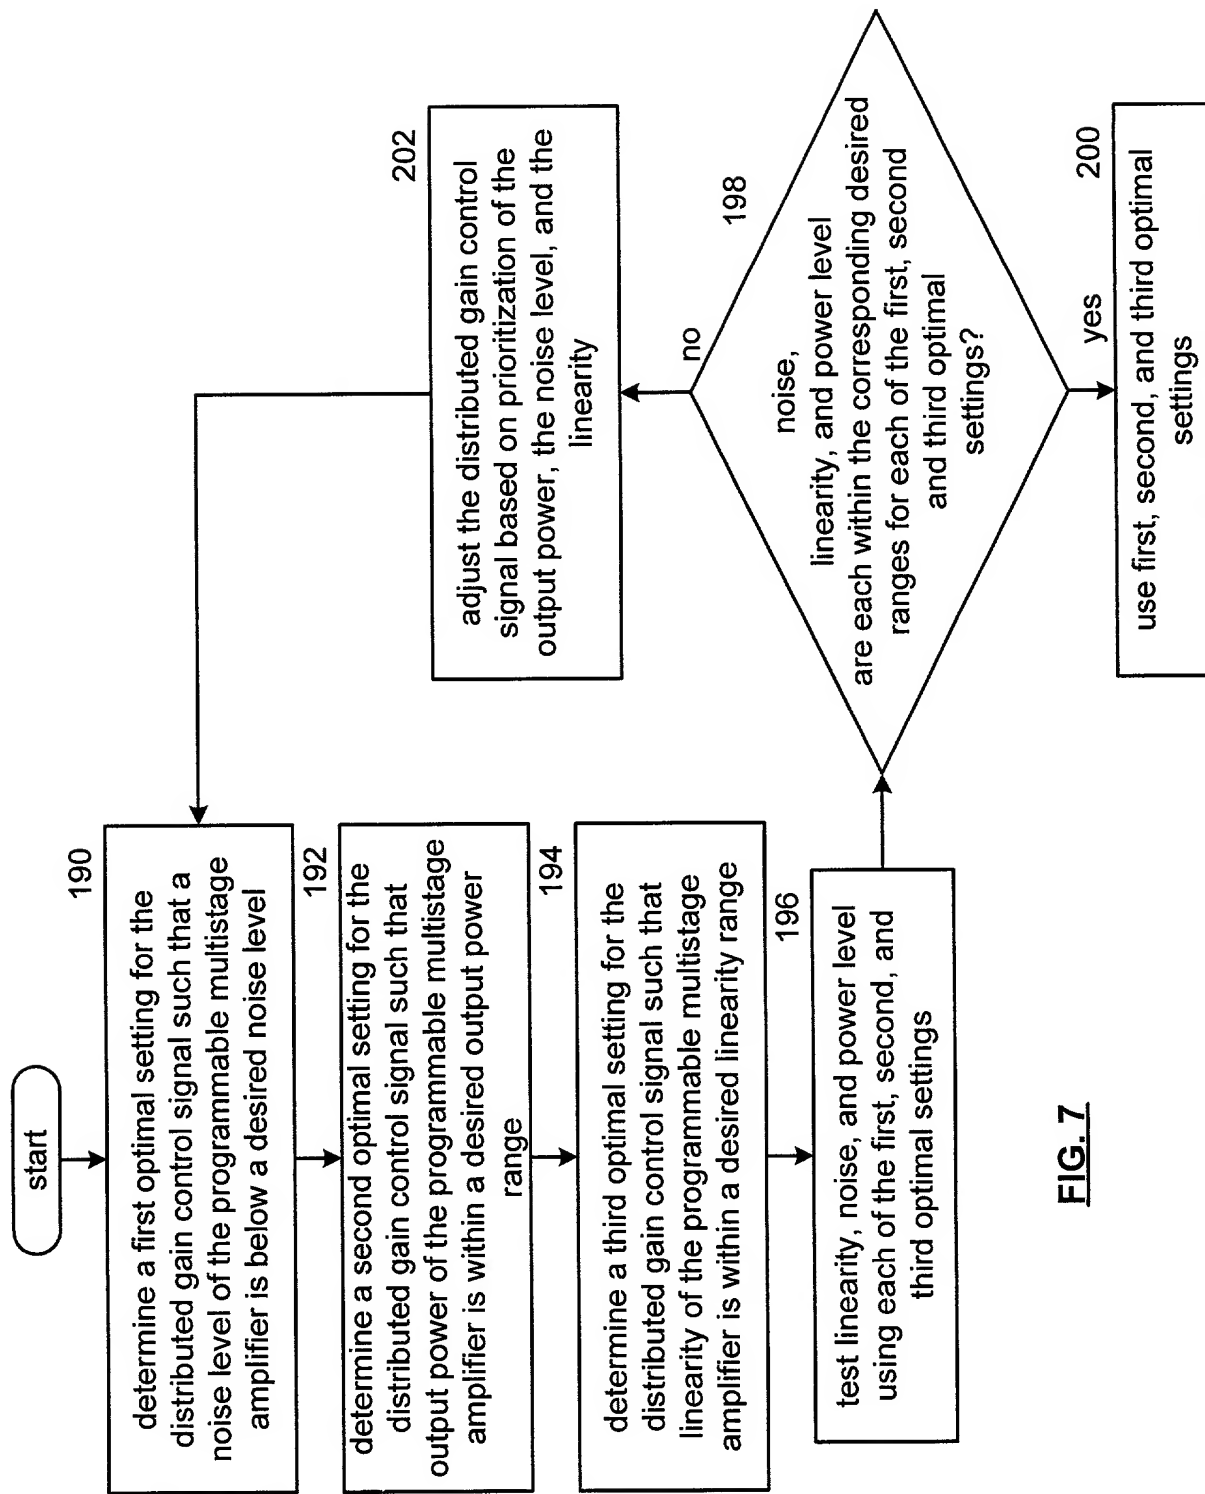 start
190
determine a first optimal setting for the
distributed gain control signal such that a
noise level of the programmable multistage
amplifier is below a desired noise level
192
determine a second optimal setting for the
distributed gain control signal such that
output power of the programmable multistage
amplifier is within a desired output power
range
194
determine a third optimal setting for the
distributed gain control signal such that
linearity of the programmable multistage
amplifier is within a desired linearity range
196
test linearity, noise, and power level
using each of the first, second, and
third optimal settings
198
noise,
linearity, and power level
are each within the corresponding desired
ranges for each of the first, second
and third optimal
settings?
no
202
adjust the distributed gain control
signal based on prioritization of the
output power, the noise level, and the
linearity
yes
200
use first, second, and third optimal
settings
FIG. 7